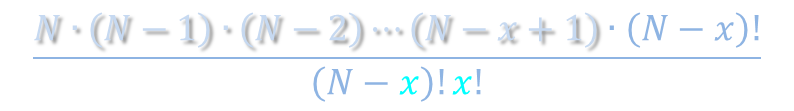 N · (N − 1) · (N − 2) ⋯ (N − x + 1) · (N − x)!
(N − x)! x!